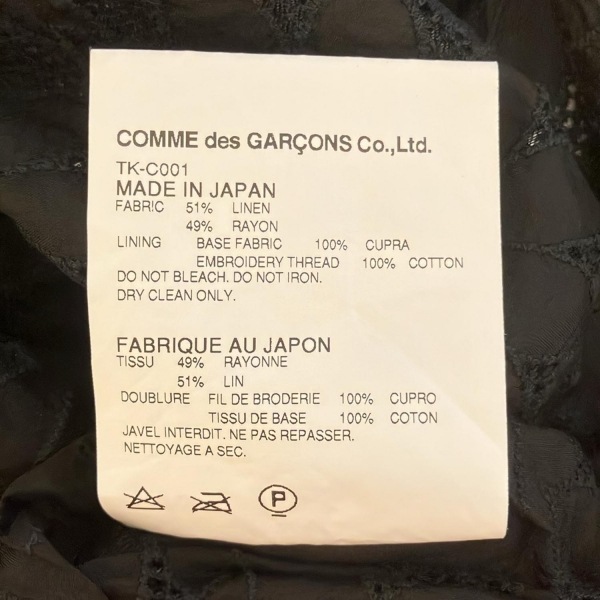 COMME des GARÇONS Co.,Ltd.
TK-C001
MADE IN JAPAN
FABRIC 51% LINEN
49% RAYON
LINING BASE FABRIC 100% CUPRA
EMBROIDERY THREAD 100% COTTON
DO NOT BLEACH. DO NOT IRON.
DRY CLEAN ONLY.
FABRIQUE AU JAPON
TISSU 49% RAYONNE
51% LIN
DOUBLURE FIL DE BRODERIE 100% CUPRO
TISSU DE BASE 100% COTON
JAVEL INTERDIT. NE PAS REPASSER.
NETTOYAGE A SEC.
P